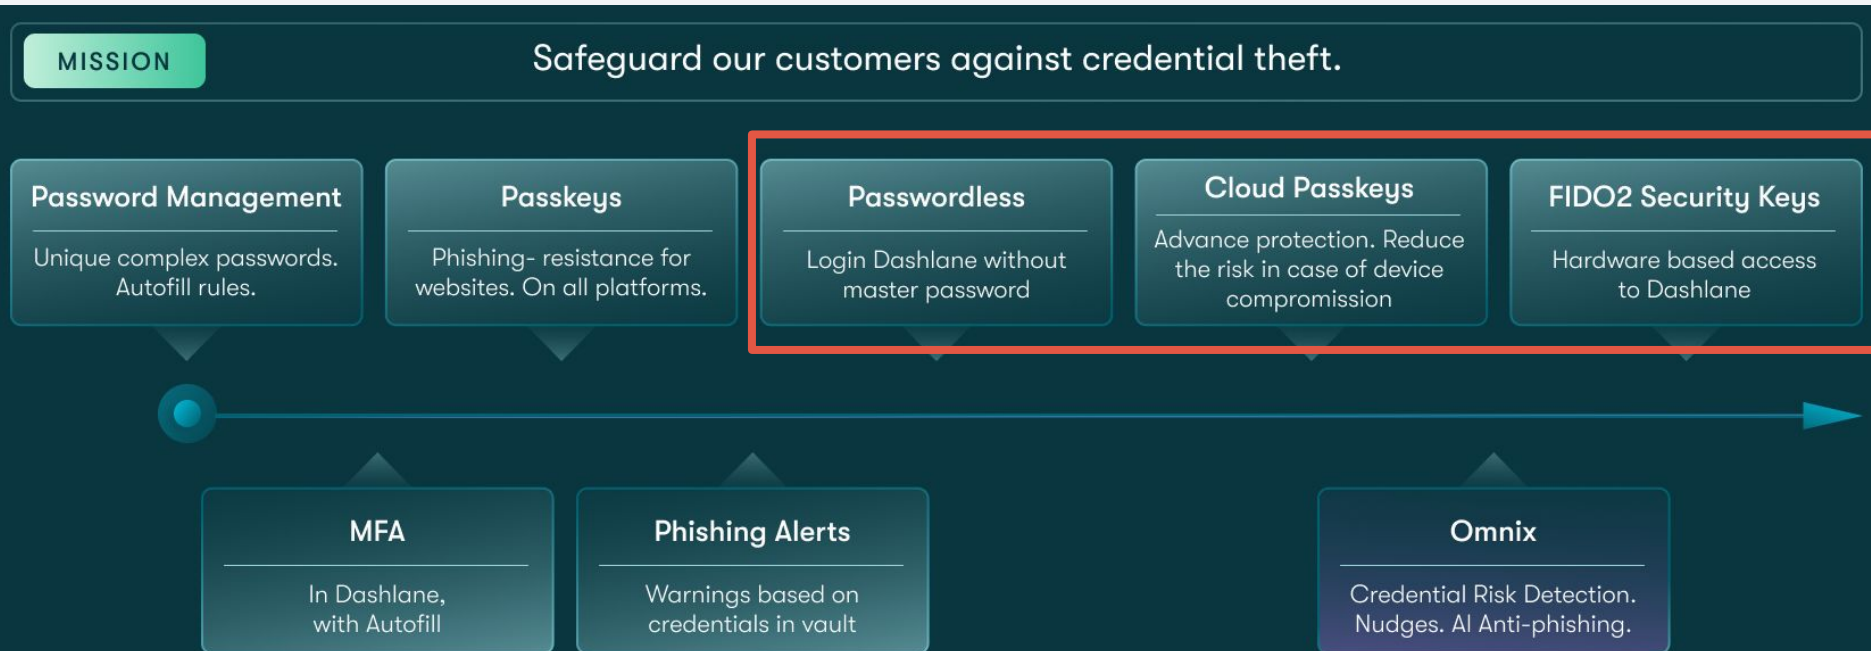 MISSION
Safeguard our customers against credential theft.
Password Management
Unique complex passwords.
Autofill rules.
Passkeys
Phishing- resistance for
websites. On all platforms.
Passwordless
Login Dashlane without
master password
Cloud Passkeys
Advance protection. Reduce
the risk in case of device
compromission
FIDO2 Security Keys
Hardware based access
to Dashlane
MFA
In Dashlane,
with Autofill
Phishing Alerts
Warnings based on
credentials in vault
Omnix
Credential Risk Detection.
Nudges. AI Anti-phishing.